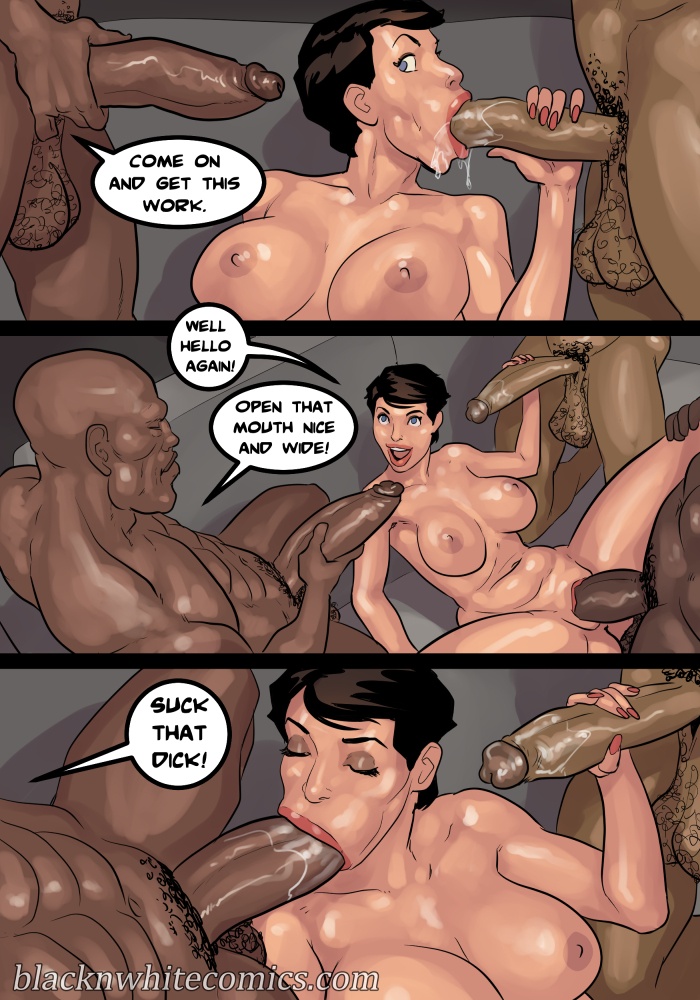 COME ON
AND GET THIS
WORK.
WELL
HELLO
AGAIN!
OPEN THAT
MOUTH NICE
AND WIDE!
SUCK
THAT
DICK!
blacknwhitecomics.com